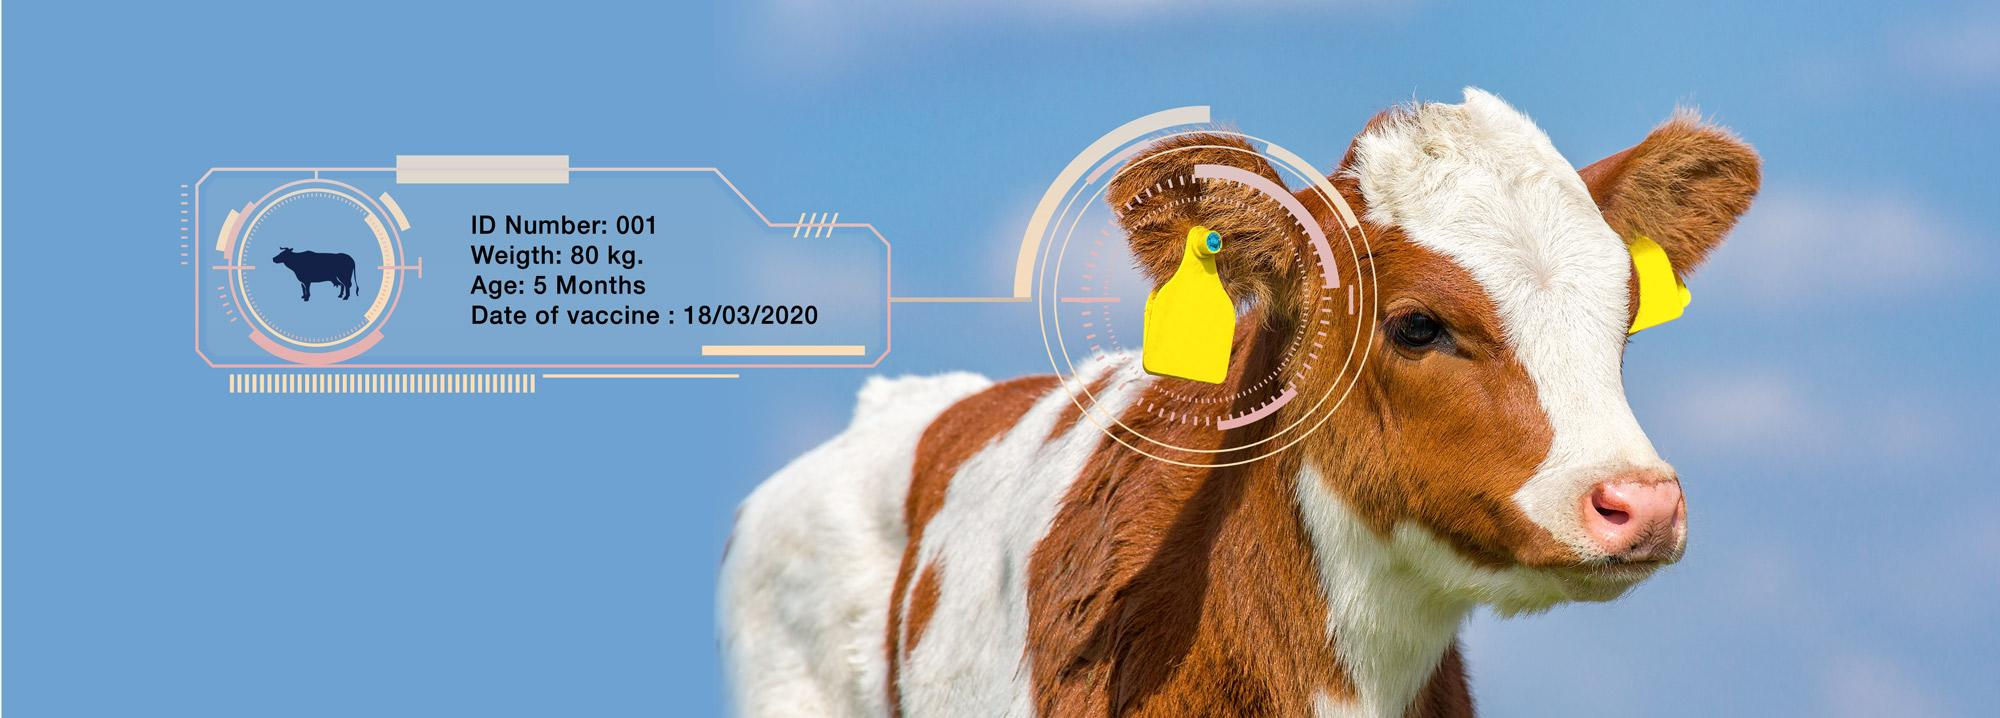 ID Number: 001
Weigth: 80 kg.
Age: 5 Months
Date of vaccine : 18/03/2020